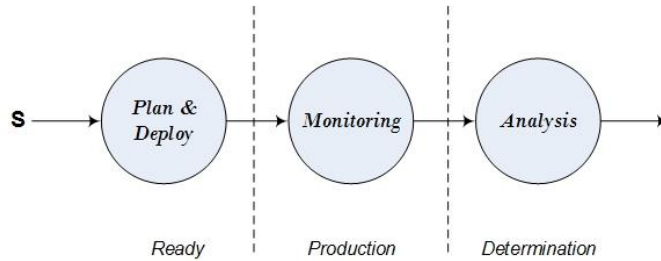 S
Plan &
Deploy
Monitoring
Analysis
Ready
Production
Determination